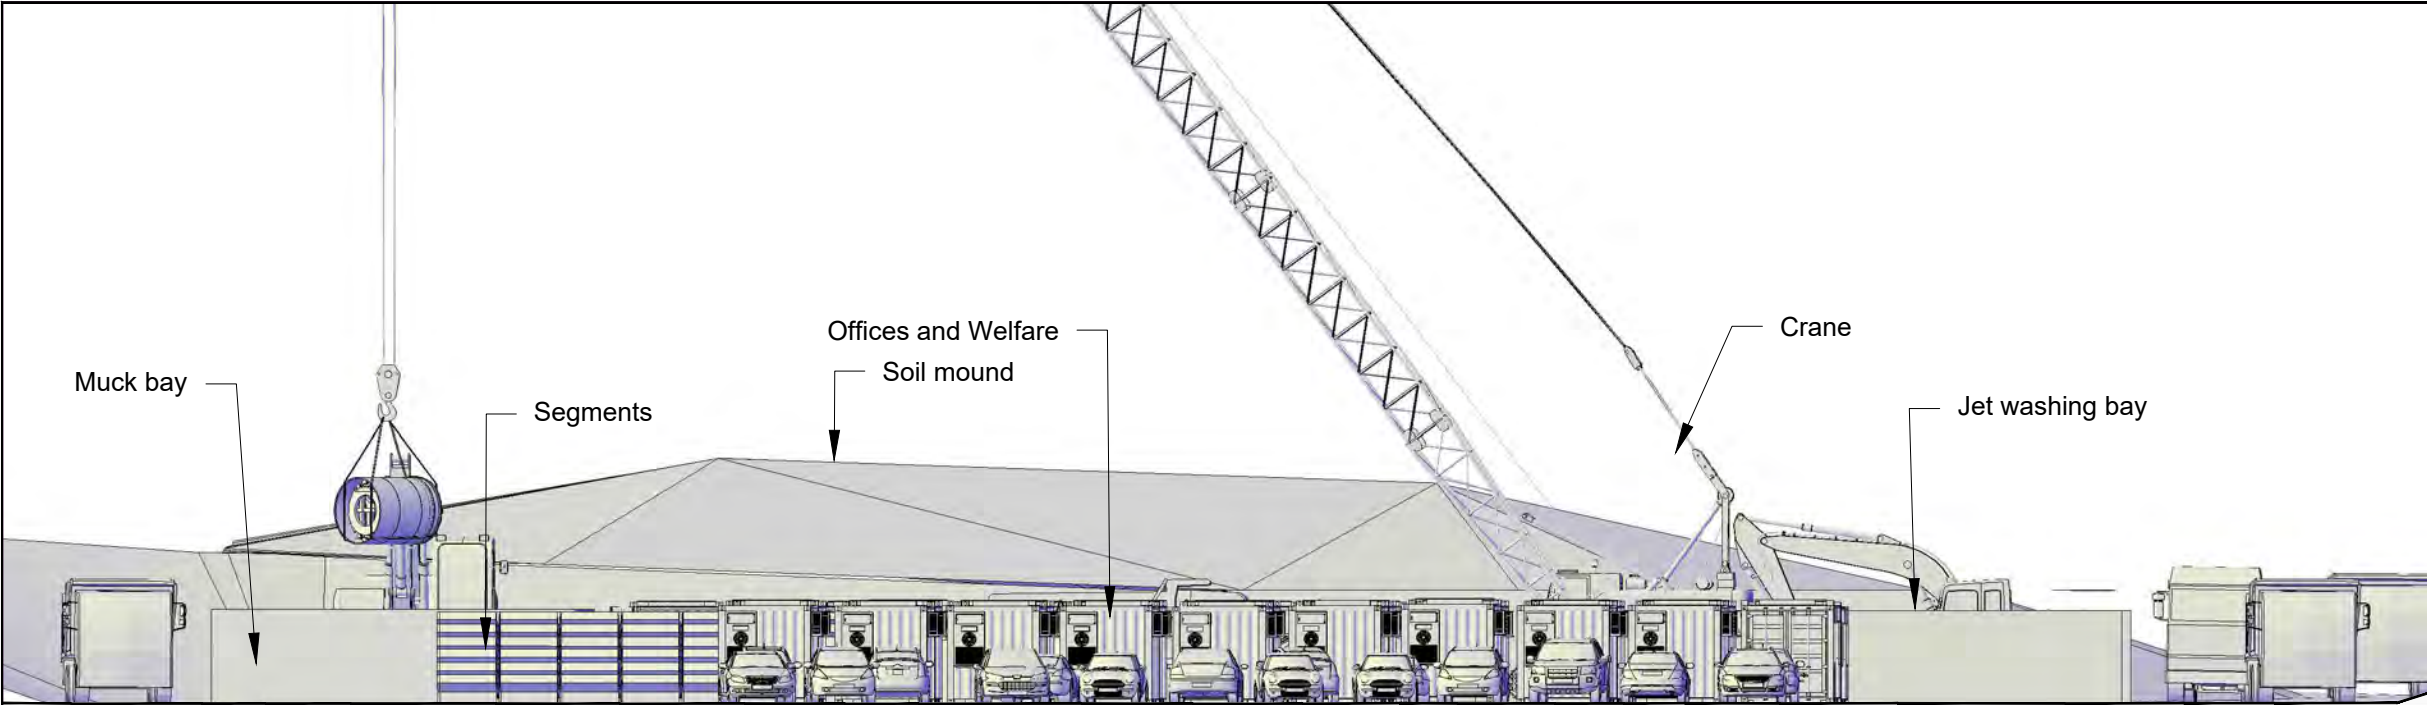 Offices and Welfare
Crane
Soil mound
Muck bay
Segments
Jet washing bay